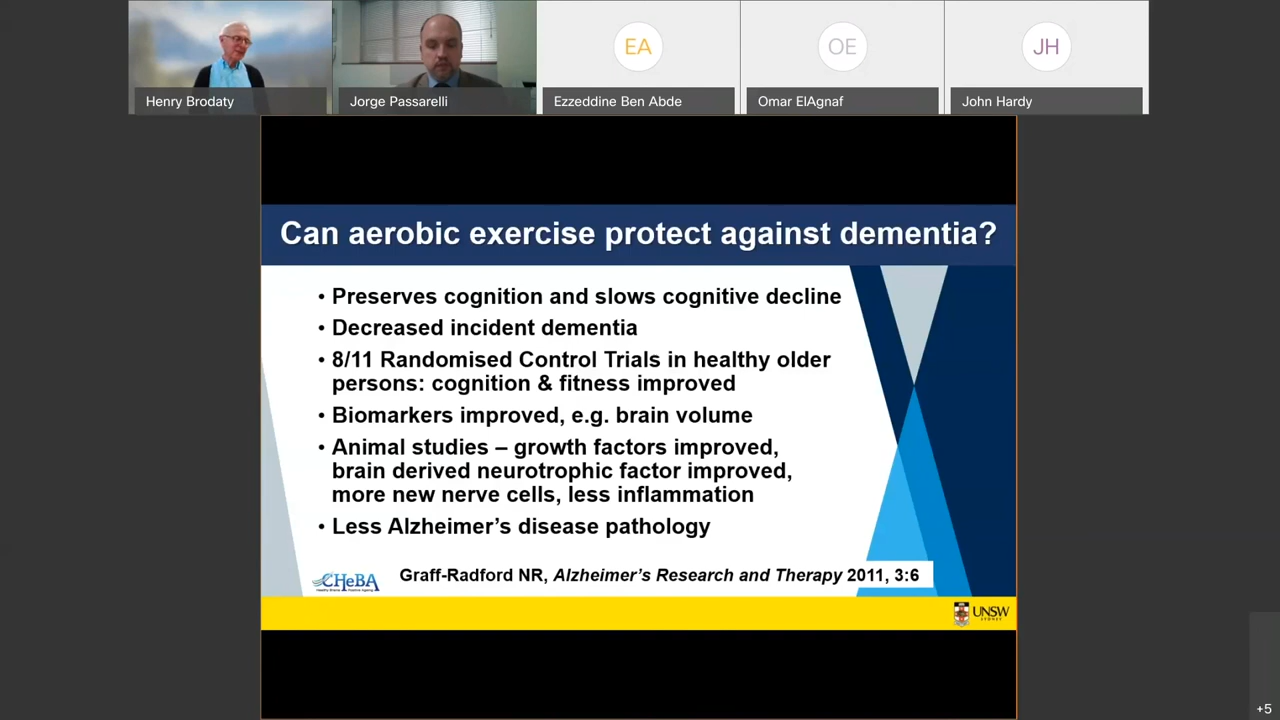 EA
OE
JH
Henry Brodaty
Jorge Passarelli
Ezzeddine Ben Abde
Omar ElAgnaf
John Hardy
Can aerobic exercise protect against dementia?
• Preserves cognition and slows cognitive decline
• Decreased incident dementia
• 8/11 Randomised Control Trials in healthy older
persons: cognition & fitness improved
• Biomarkers improved, e.g. brain volume
• Animal studies – growth factors improved,
brain derived neurotrophic factor improved,
more new nerve cells, less inflammation
• Less Alzheimer’s disease pathology
CHeBA
Graff-Radford NR, Alzheimer’s Research and Therapy 2011, 3:6
UNSW
SYDNEY
+5